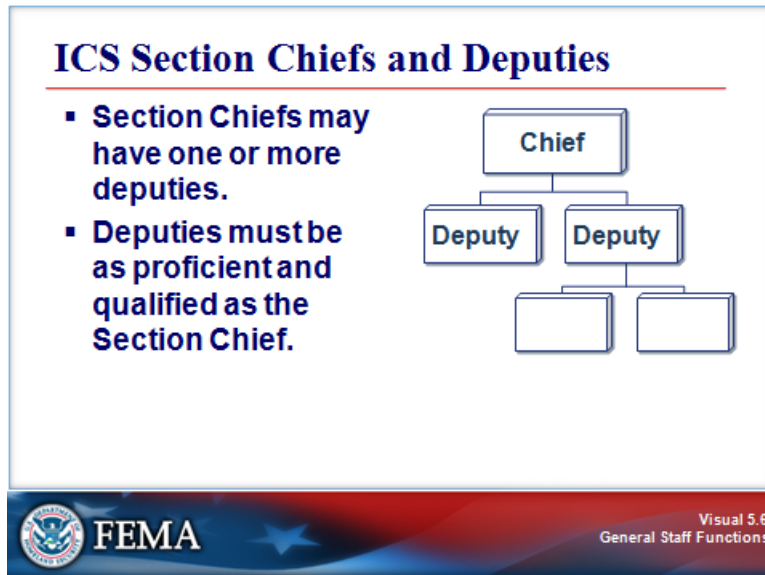 ICS Section Chiefs and Deputies
▪ Section Chiefs may
have one or more
deputies.
▪ Deputies must be
as proficient and
qualified as the
Section Chief.
Chief
Deputy Deputy
FEMA
Visual 5.6
General Staff Functions